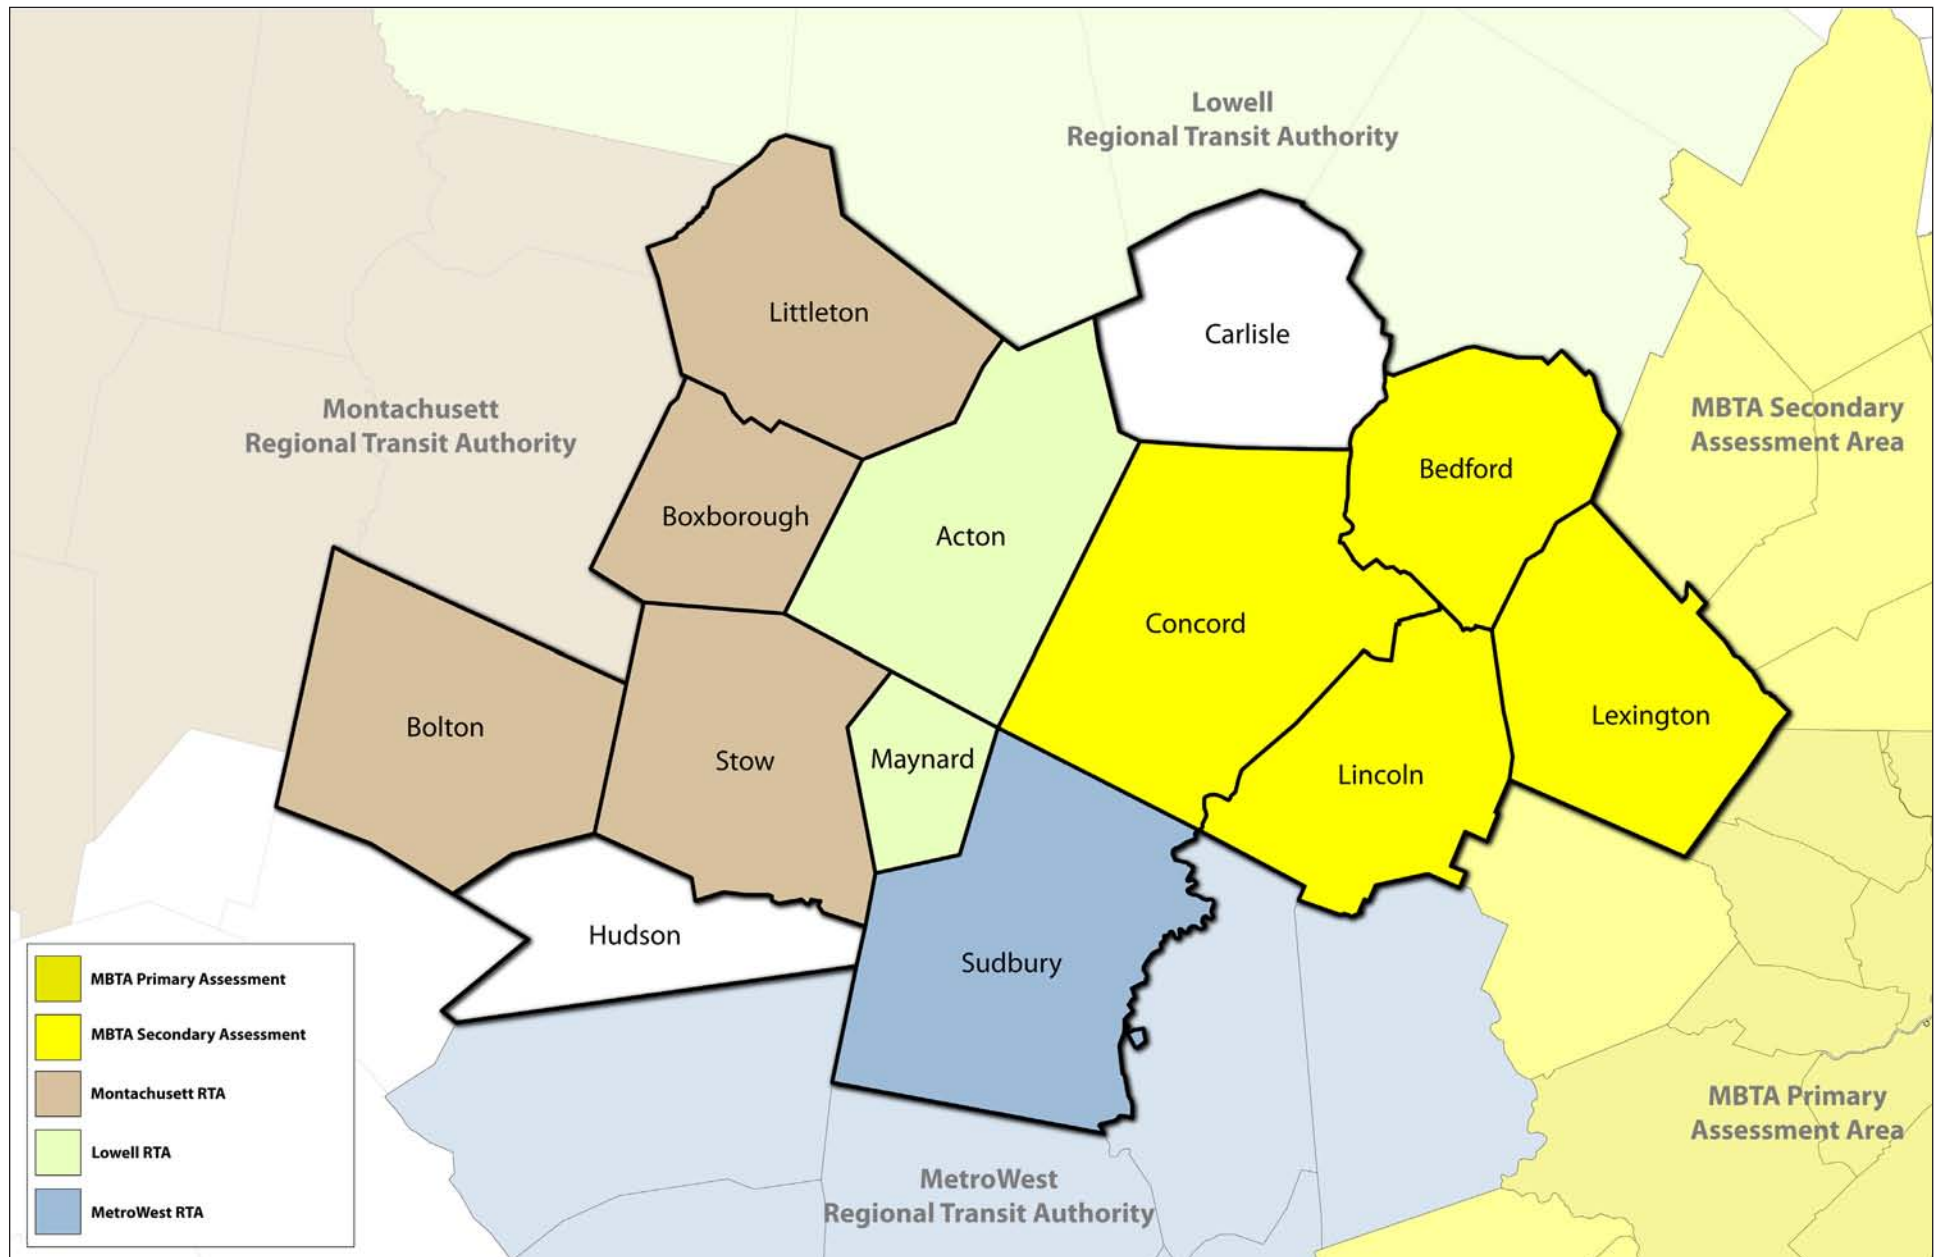 Lowell
Regional Transit Authority
Littleton
Carlisle
Montachusett
Regional Transit Authority
MBTA Secondary
Assessment Area
Bedford
Boxborough
Acton
Concord
Lexington
Bolton
Stow
Maynard
Lincoln
Hudson
Sudbury
MBTA Primary Assessment
MBTA Secondary Assessment
Montachusett RTA
Lowell RTA
MetroWest RTA
MBTA Primary
Assessment Area
MetroWest
Regional Transit Authority